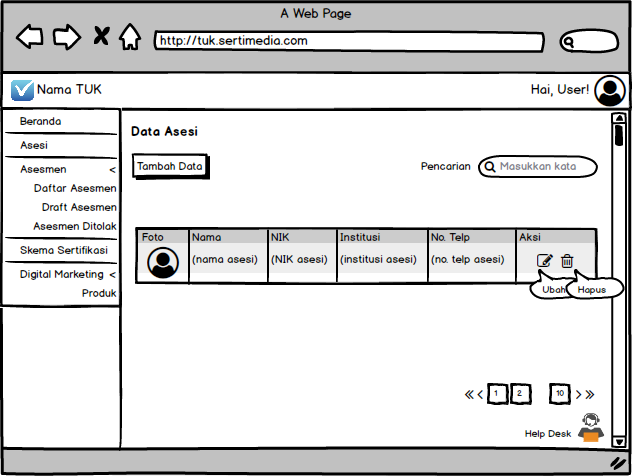 A Web Page
http://tuk.sertimedia.com
Nama TUK
Hai, User!
Beranda
Asesi
Asesmen <
Daftar Asesmen
Draft Asesmen
Asesmen Ditolak
Skema Sertifikasi
Digital Marketing <
Produk
Data Asesi
Tambah Data
Pencarian
Masukkan kata
Foto Nama NIK Institusi No. Telp Aksi
(nama asesi) (NIK asesi) (institusi asesi) (no. telp asesi)
Ubah Hapus
« < 1 2 10 > »
Help Desk